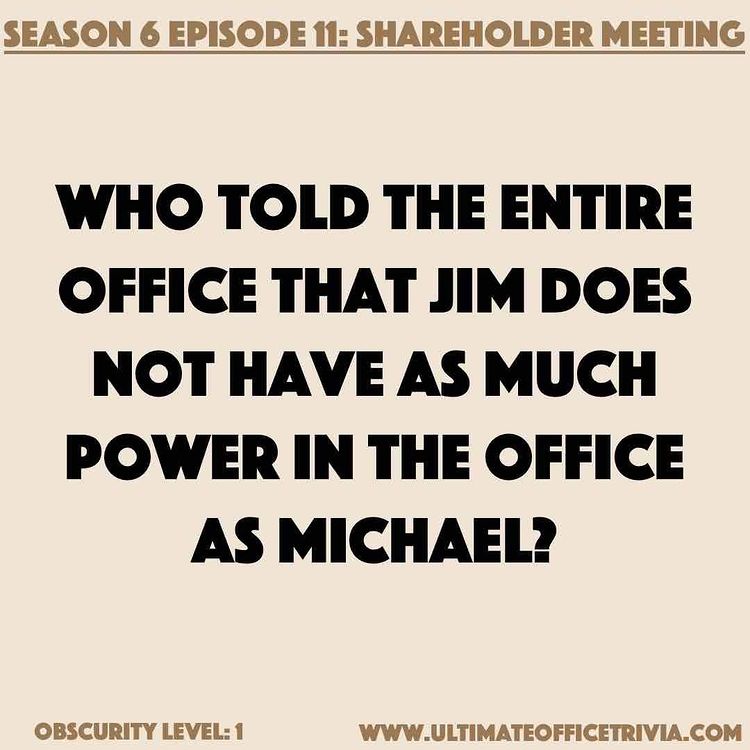 SEASON 6 EPISODE 11: SHAREHOLDER MEETING
WHO TOLD THE ENTIRE
OFFICE THAT JIM DOES
NOT HAVE AS MUCH
POWER IN THE OFFICE
AS MICHAEL?
OBSCURITY LEVEL: 1
WWW.ULTIMATEOFFICETRIVIA.COM